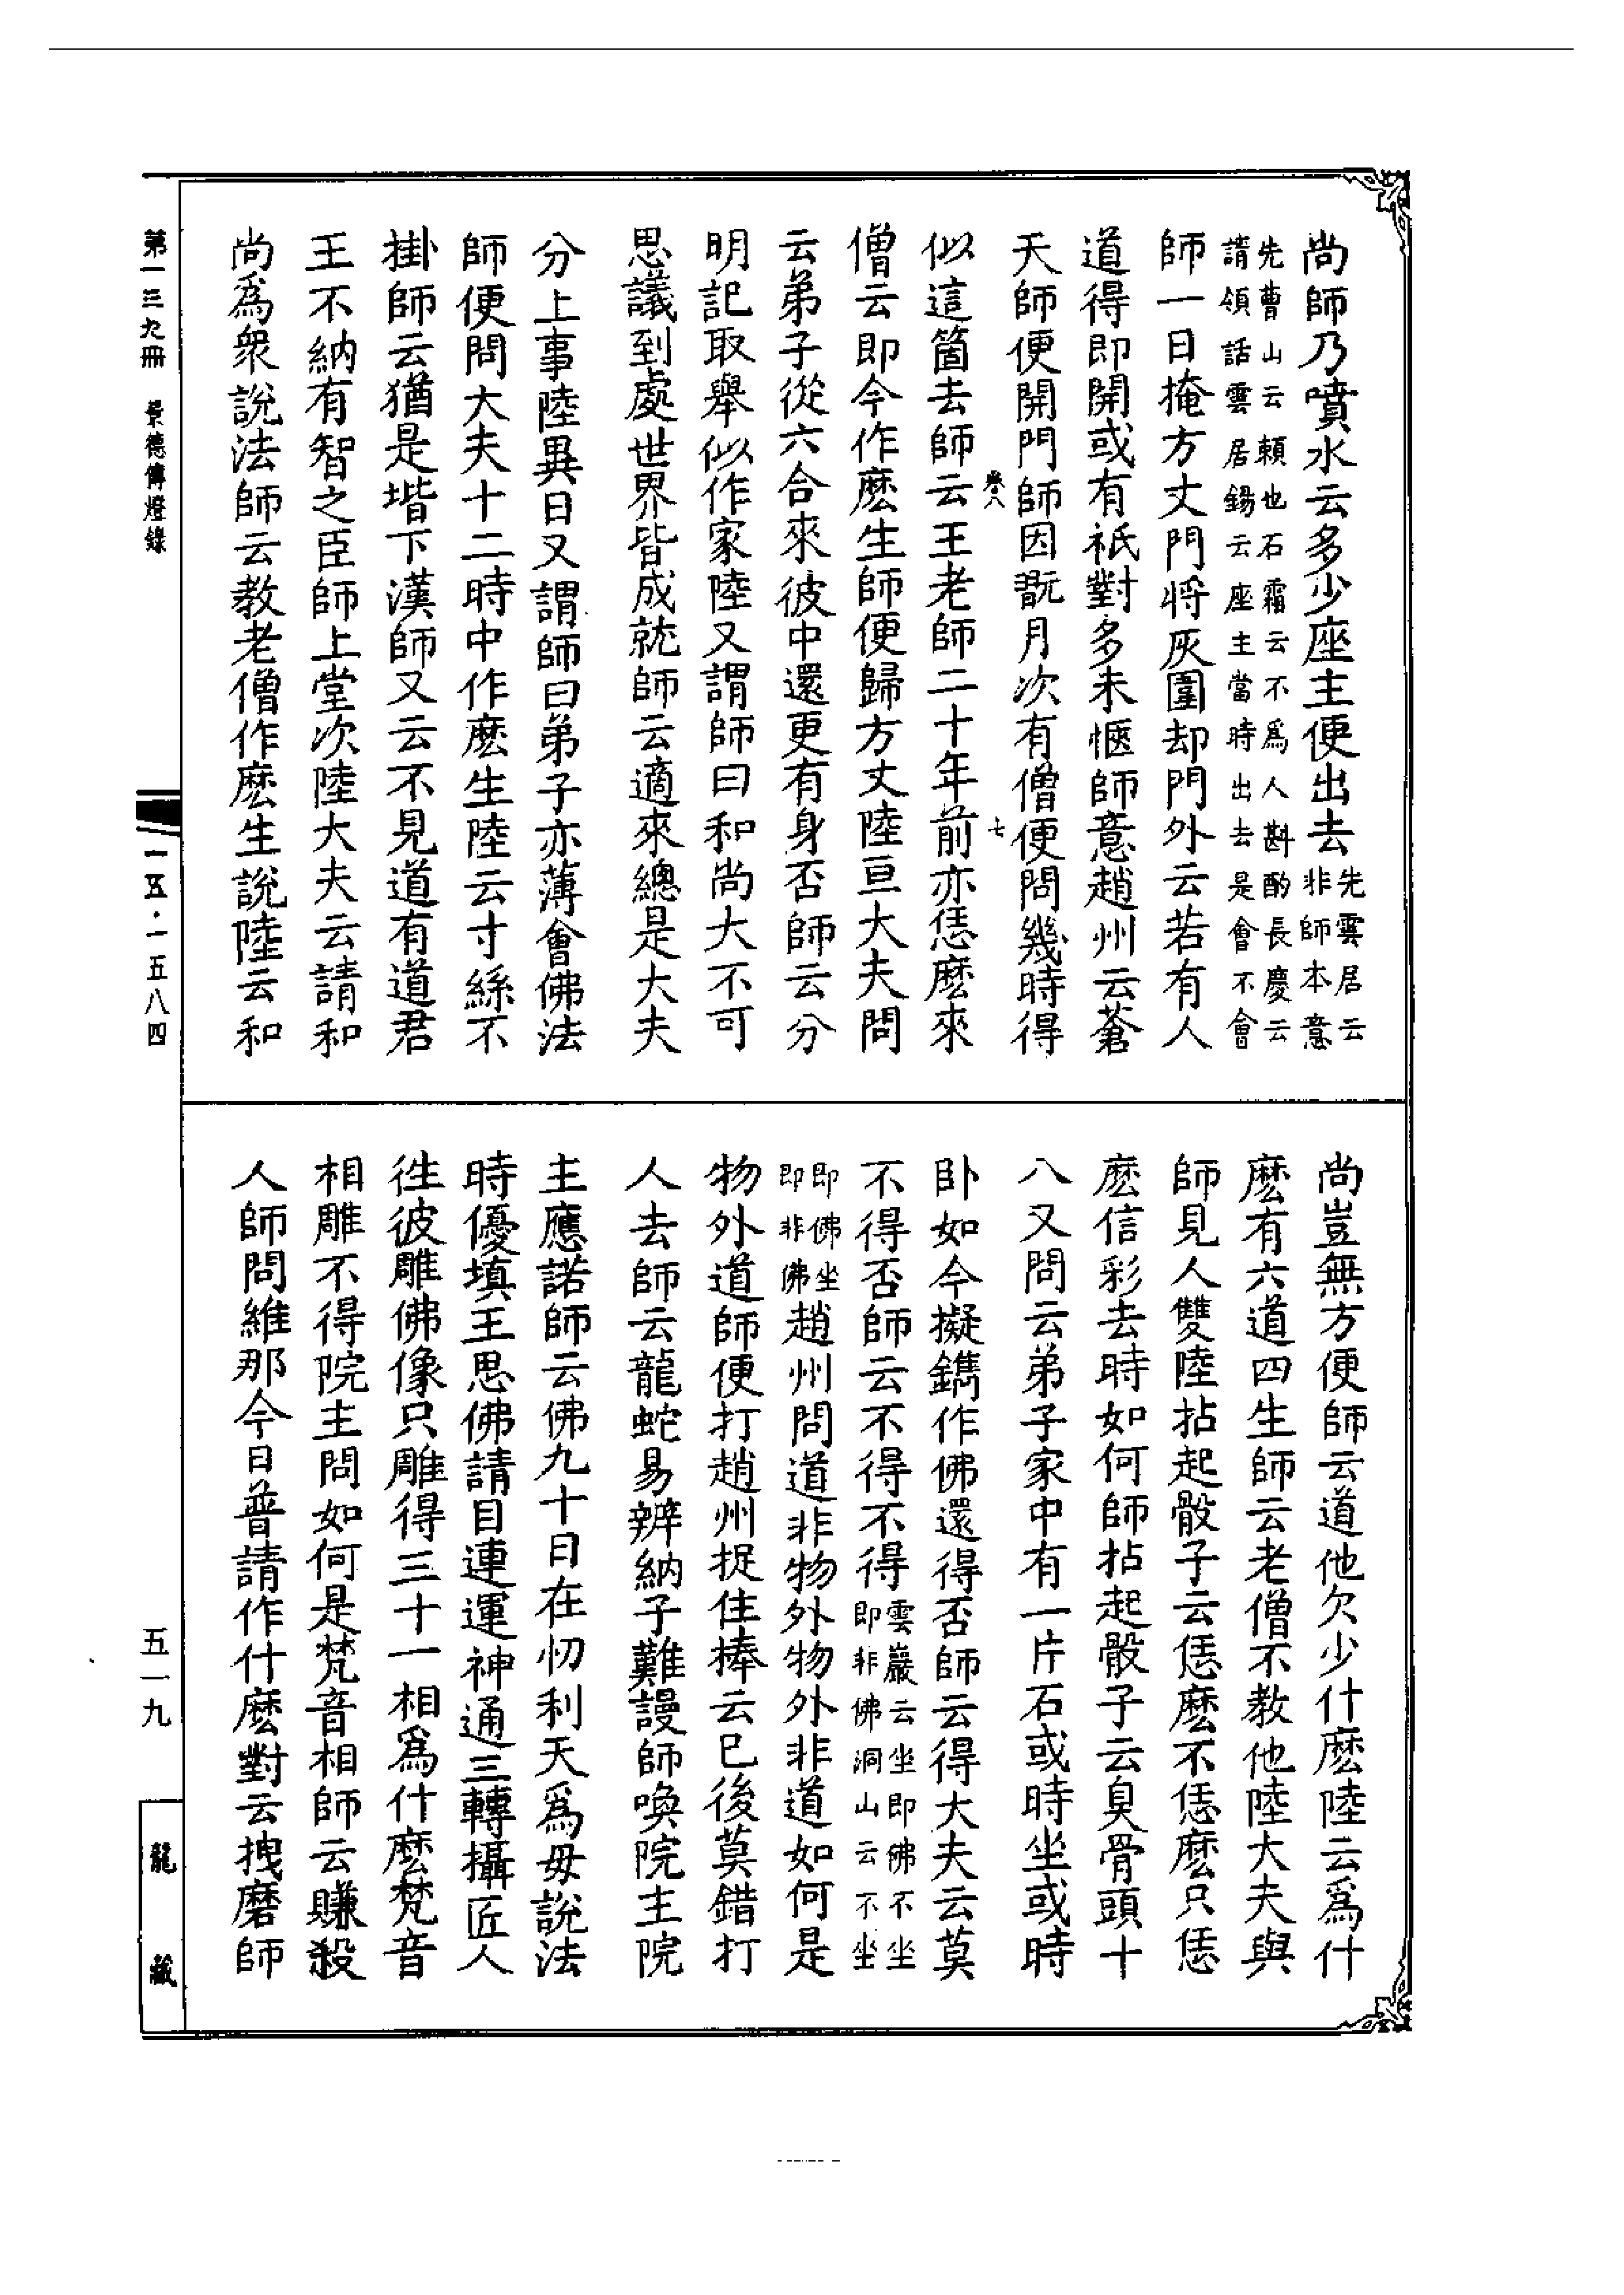 尚師乃噴水云多少座主便出去先雲居云非師本意
先曹山云賴也石霜云不爲人斟酌長慶云請領話雲居錫云座主當時出去是會不會
師一日掩方丈門將灰圍却門外云若有人
道得即開或有祇對多未愜師意趙州云蒼
天師便開門師因翫月次有僧便問幾時得
卷八 七
似這箇去師云王老師二十年前亦恁麽來
僧云即今作麽生師便歸方丈陸亘大夫問
云弟子從六合來彼中還更有身否師云分
明記取舉似作家陸又謂師曰和尚大不可
思議到處世界皆成就師云適來總是大夫
分上事陸異日又謂師曰弟子亦薄會佛法
師便問大夫十二時中作麽生陸云寸絲不
掛師云猶是堦下漢師又云不見道有道君
王不納有智之臣師上堂次陸大夫云請和
尚爲衆說法師云教老僧作麽生說陸云和
尚豈無方便師云道他欠少什麽陸云爲什
麽有六道四生師云老僧不教他陸大夫與
師見人雙陸拈起骰子云恁麽不恁麽只恁
麽信彩去時如何師拈起骰子云臭骨頭十
八又問云弟子家中有一片石或時坐或時
卧如今擬鐫作佛還得否師云得大夫云莫
不得否師云不得不得雲巖云坐即佛不坐即非佛洞山云不坐
即佛坐即非佛趙州問道非物外物外非道如何是
物外道師便打趙州捉住棒云已後莫錯打
人去師云龍蛇易辨納子難謾師喚院主院
主應諾師云佛九十日在忉利天爲母說法
時優填王思佛請目連運神通三轉攝匠人
往彼雕佛像只雕得三十一相爲什麽梵音
相雕不得院主問如何是梵音相師云賺殺
人師問維那今日普請作什麽對云拽磨師
第一三九冊 景德傳燈錄
一五五·一五八四
五一九
龍藏